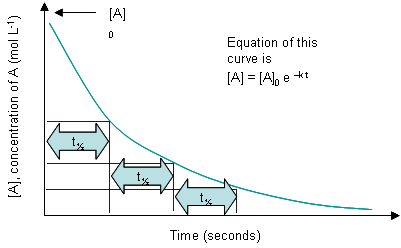 [A]
0
Equation of this
curve is
[A] = [A]₀ e ⁻ᵏᵗ
[A], concentration of A (mol L⁻¹)
t½
t½
t½
Time (seconds)